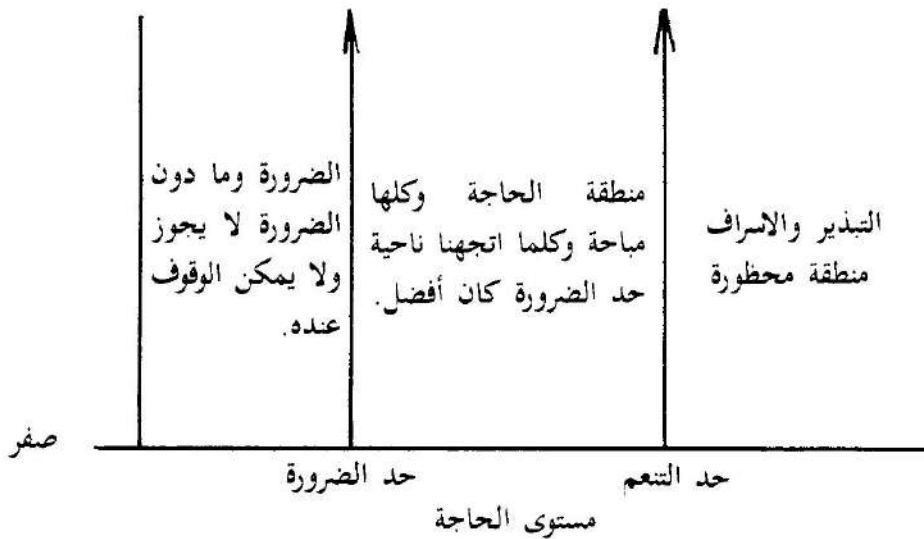 الضرورة وما دون
الضرورة لا يجوز
ولا يمكن الوقوف
عنده.
منطقة الحاجة وكلها
مباحة وكلما اتجهنا ناحية
حد الضرورة كان أفضل.
التبذير والاسراف
منطقة محظورة
صفر
حد الضرورة
حد التنعم
مستوى الحاجة